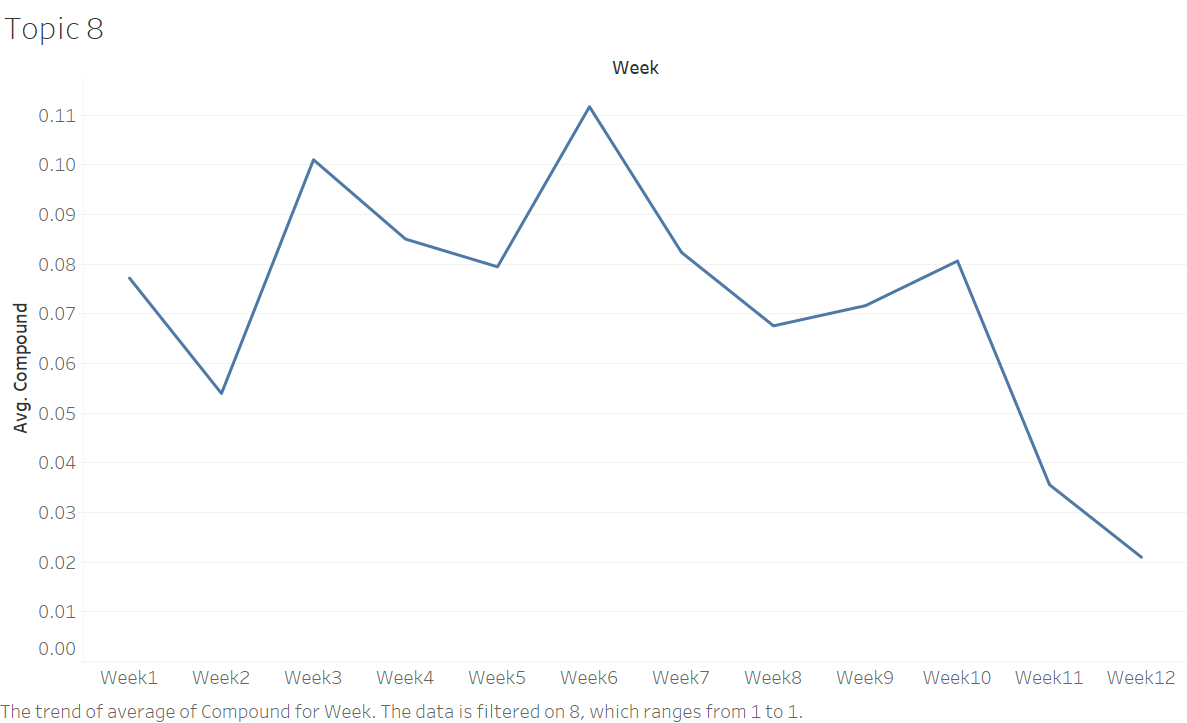 Topic 8
Week
Avg. Compound
0.11
0.10
0.09
0.08
0.07
0.06
0.05
0.04
0.03
0.02
0.01
0.00
Week1 Week2 Week3 Week4 Week5 Week6 Week7 Week8 Week9 Week10 Week11 Week12
The trend of average of Compound for Week. The data is filtered on 8, which ranges from 1 to 1.